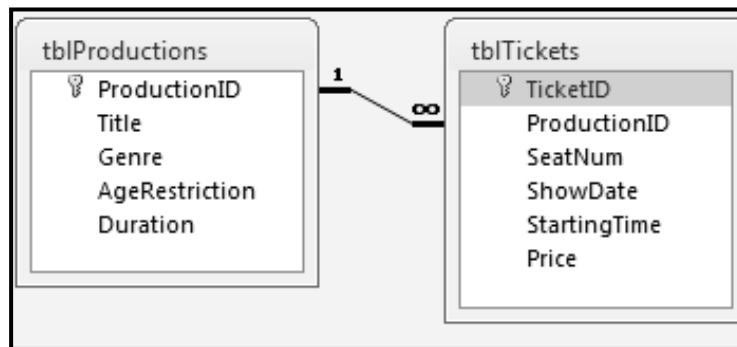 tblProductions
ProductionID
Title
Genre
AgeRestriction
Duration
1
∞
tblTickets
TicketID
ProductionID
SeatNum
ShowDate
StartingTime
Price